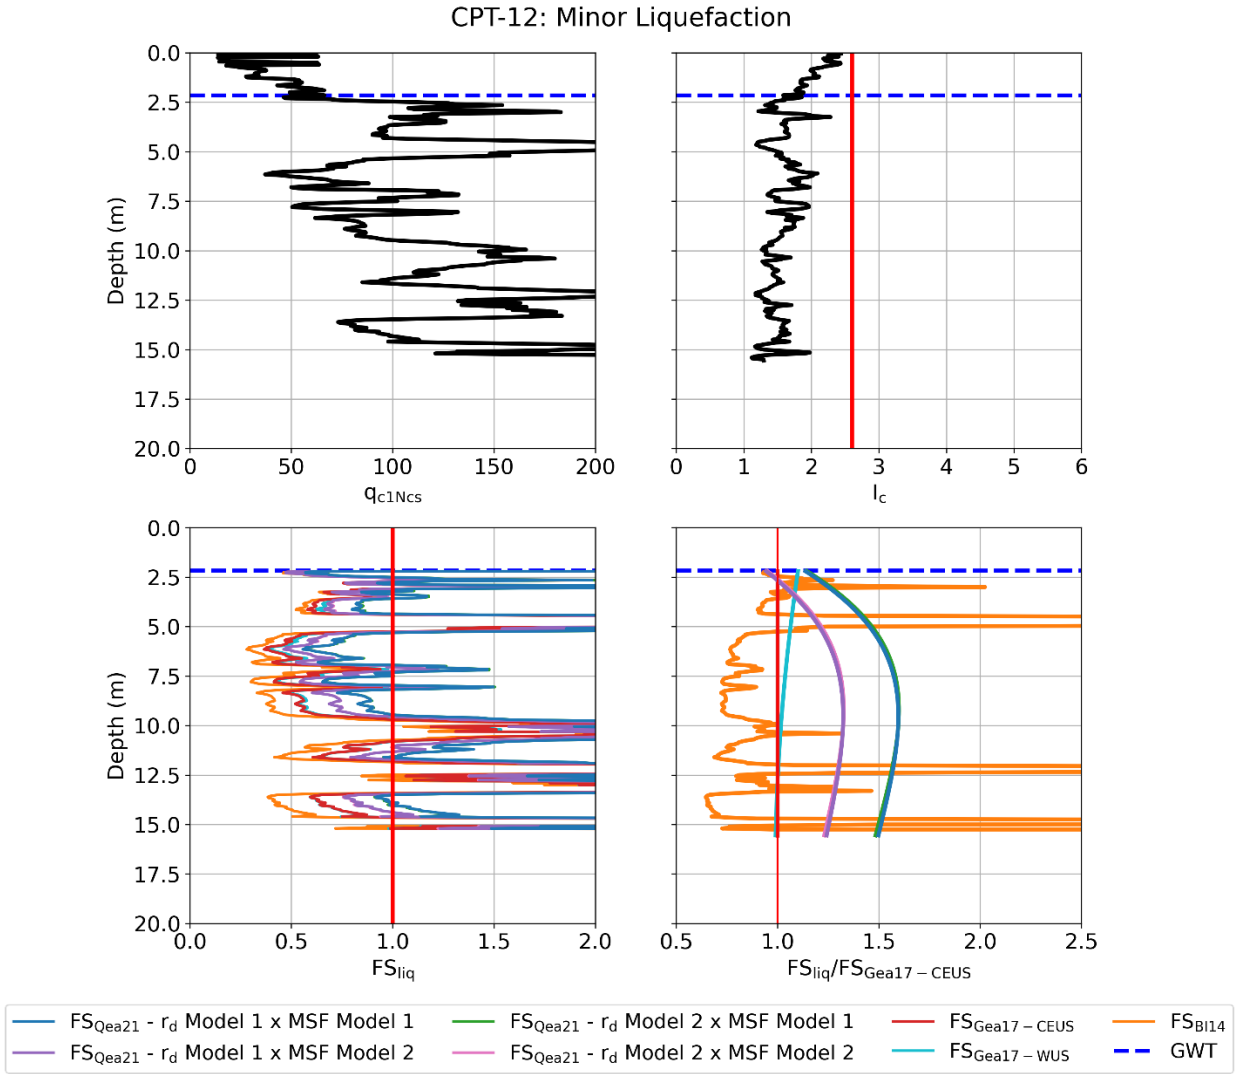 CPT-12: Minor Liquefaction
0.0
2.5
5.0
7.5
10.0
12.5
15.0
17.5
20.0
Depth (m)
0 50 100 150 200
qc1Ncs
0 1 2 3 4 5 6
Ic
0.0
2.5
5.0
7.5
10.0
12.5
15.0
17.5
20.0
Depth (m)
0.0 0.5 1.0 1.5 2.0
FSliq
0.5 1.0 1.5 2.0 2.5
FSliq/FSGea17−CEUS
FSQea21 - rd Model 1 x MSF Model 1
FSQea21 - rd Model 1 x MSF Model 2
FSQea21 - rd Model 2 x MSF Model 1
FSQea21 - rd Model 2 x MSF Model 2
FSGea17−CEUS
FSGea17−WUS
FSBI14
GWT